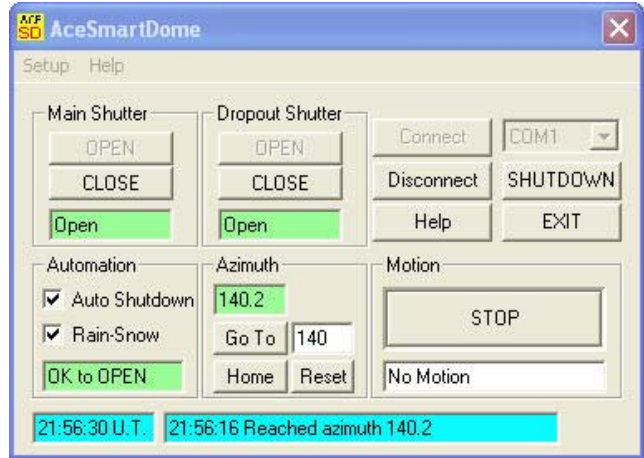 ACE
SD
AceSmartDome
Setup Help
Main Shutter
OPEN
CLOSE
Open
Dropout Shutter
OPEN
CLOSE
Open
Connect
COM1
Disconnect
SHUTDOWN
Help
EXIT
Automation
Auto Shutdown
Rain-Snow
OK to OPEN
Azimuth
140.2
Go To
140
Home
Reset
Motion
STOP
No Motion
21:56:30 U.T.
21:56:16 Reached azimuth 140.2